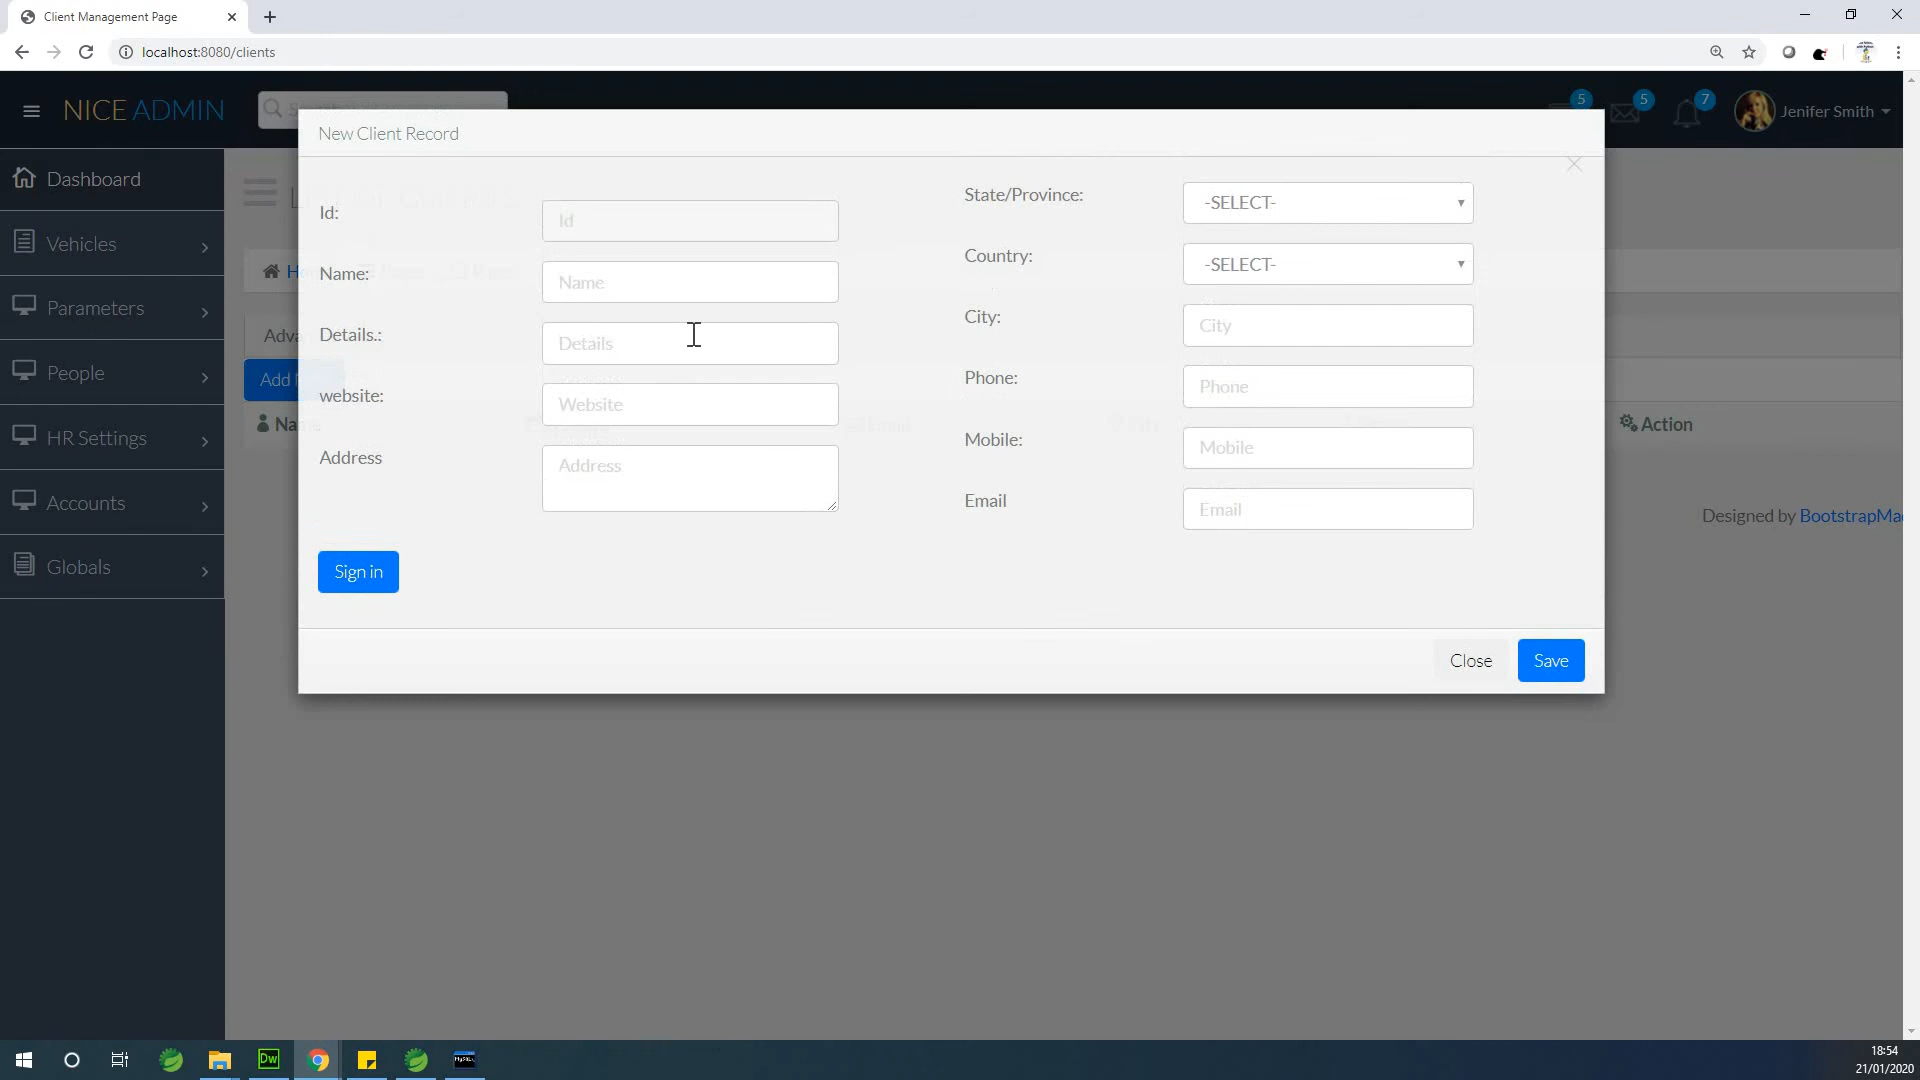 Client Management Page
localhost:8080/clients
NICE ADMIN
5
5
7
Jenifer Smith
New Client Record
Dashboard
Vehicles
Parameters
People
HR Settings
Accounts
Globals
Id:
Id
Name:
Name
Details.:
Details
website:
Website
Address
Address
State/Province:
-SELECT-
Country:
-SELECT-
City:
City
Phone:
Phone
Mobile:
Mobile
Email
Email
Sign in
Close
Save
Action
Designed by
Dw
18:54
21/01/2020